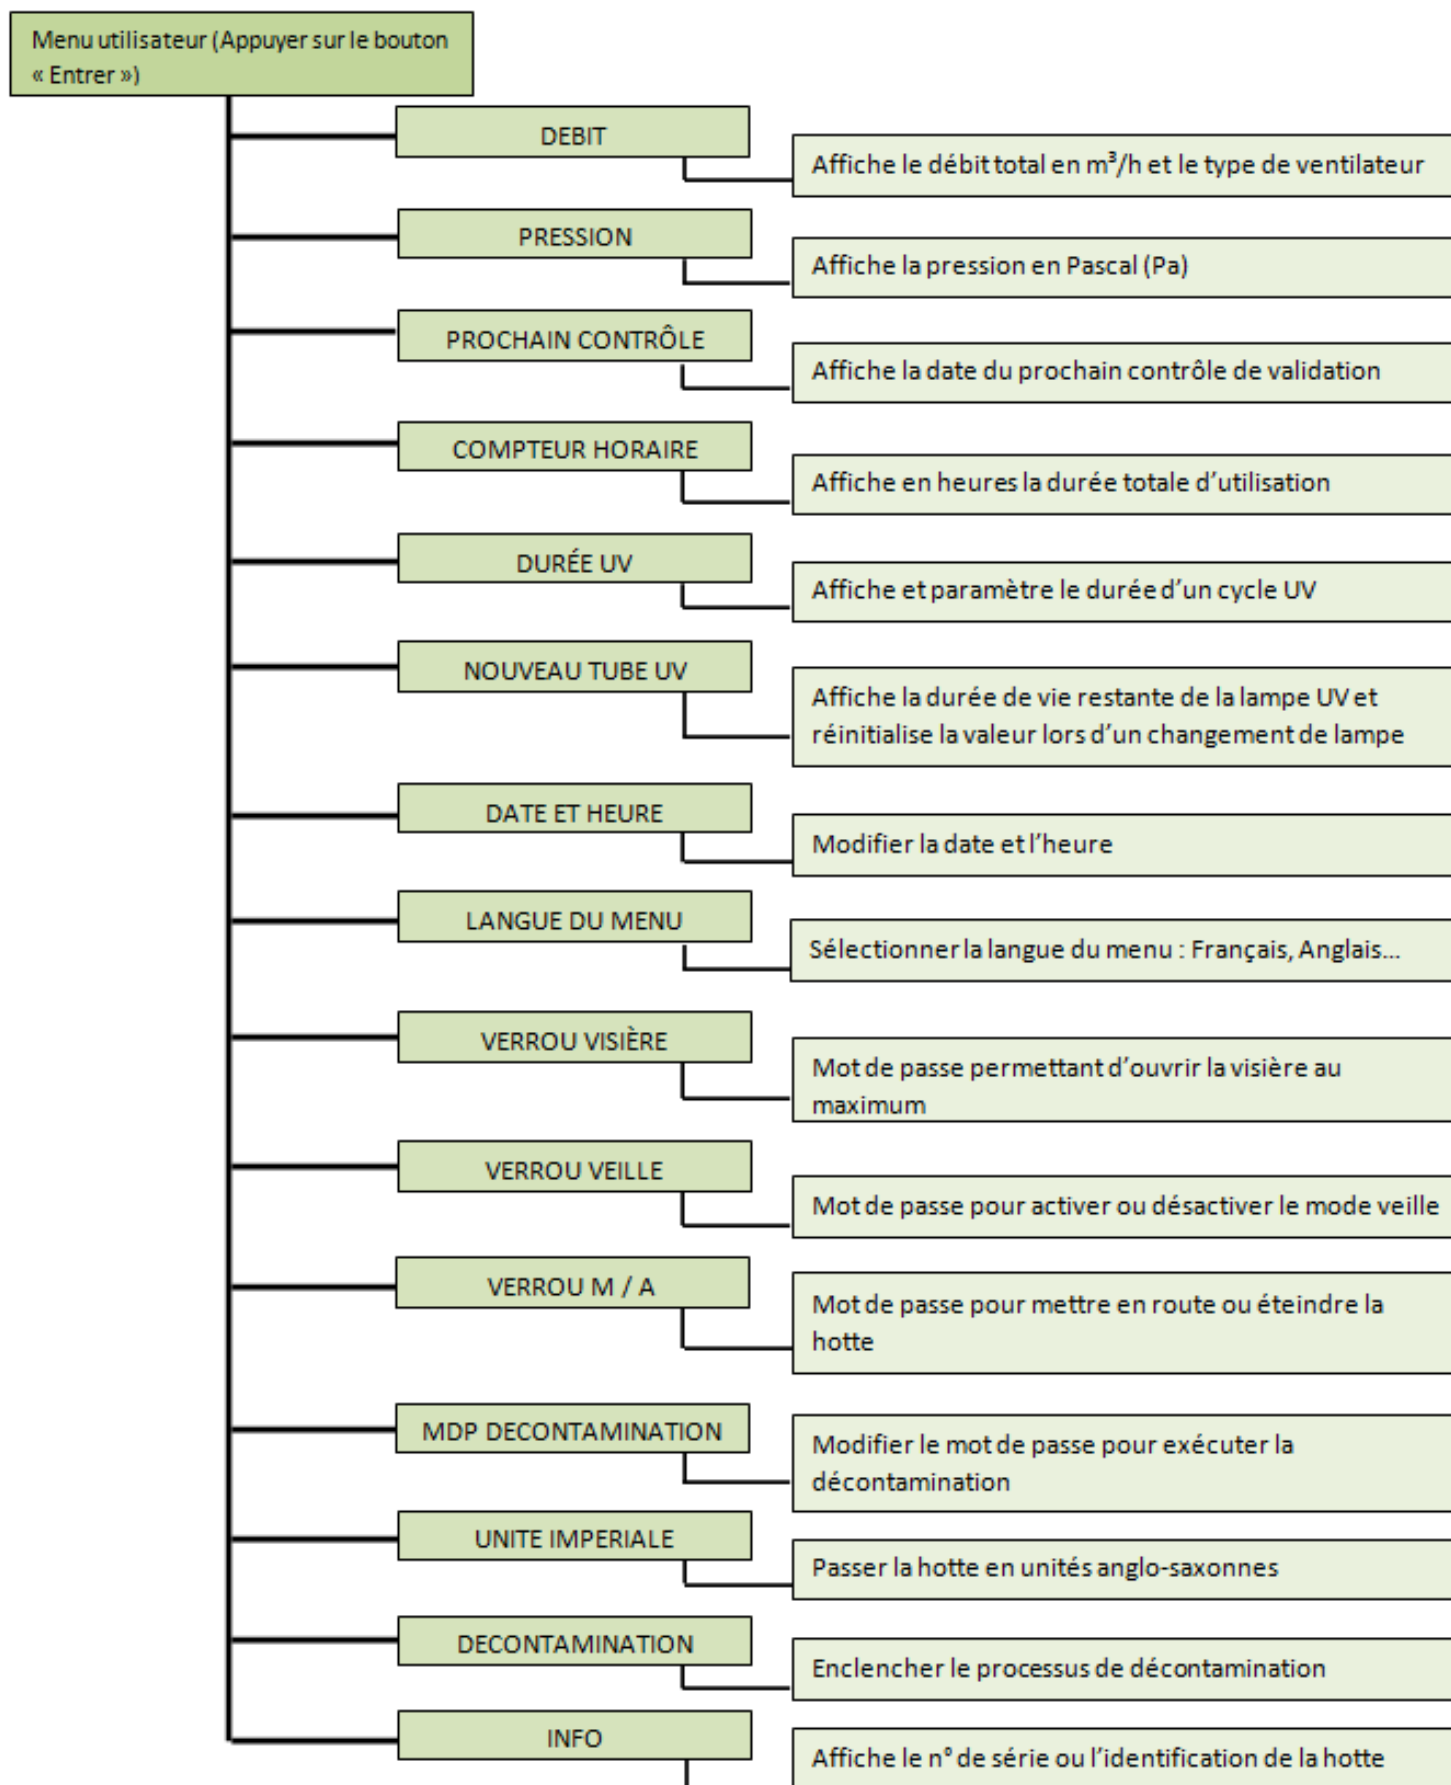 Menu utilisateur (Appuyer sur le bouton
« Entrer »)
DEBIT
Affiche le débit total en m³/h et le type de ventilateur
PRESSION
Affiche la pression en Pascal (Pa)
PROCHAIN CONTRÔLE
Affiche la date du prochain contrôle de validation
COMPTEUR HORAIRE
Affiche en heures la durée totale d'utilisation
DURÉE UV
Affiche et paramètre le durée d'un cycle UV
NOUVEAU TUBE UV
Affiche la durée de vie restante de la lampe UV et
réinitialise la valeur lors d'un changement de lampe
DATE ET HEURE
Modifier la date et l'heure
LANGUE DU MENU
Sélectionner la langue du menu : Français, Anglais...
VERROU VISIÈRE
Mot de passe permettant d'ouvrir la visière au
maximum
VERROU VEILLE
Mot de passe pour activer ou désactiver le mode veille
VERROU M / A
Mot de passe pour mettre en route ou éteindre la
hotte
MDP DECONTAMINATION
Modifier le mot de passe pour exécuter la
décontamination
UNITE IMPERIALE
Passer la hotte en unités anglo-saxonnes
DECONTAMINATION
Enclencher le processus de décontamination
INFO
Affiche le n° de série ou l'identification de la hotte